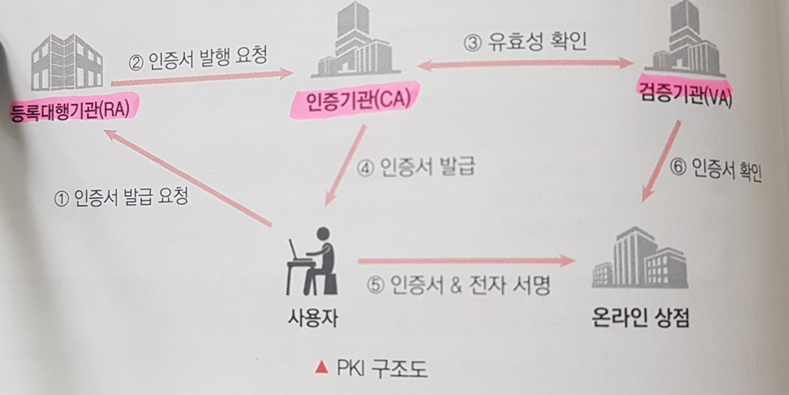 ② 인증서 발행 요청
③ 유효성 확인
등록대행기관(RA)
인증기관(CA)
검증기관(VA)
① 인증서 발급 요청
④ 인증서 발급
⑥ 인증서 확인
⑤ 인증서 & 전자 서명
사용자
온라인 상점
▲ PKI 구조도